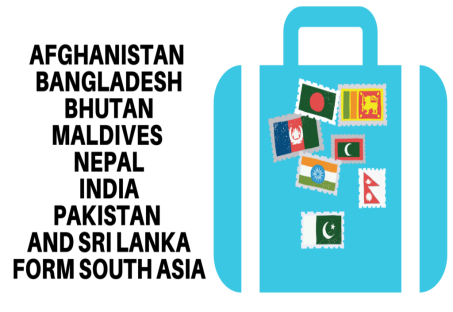 AFGHANISTAN
BANGLADESH
BHUTAN
MALDIVES
NEPAL
INDIA
PAKISTAN
AND SRI LANKA
FORM SOUTH ASIA